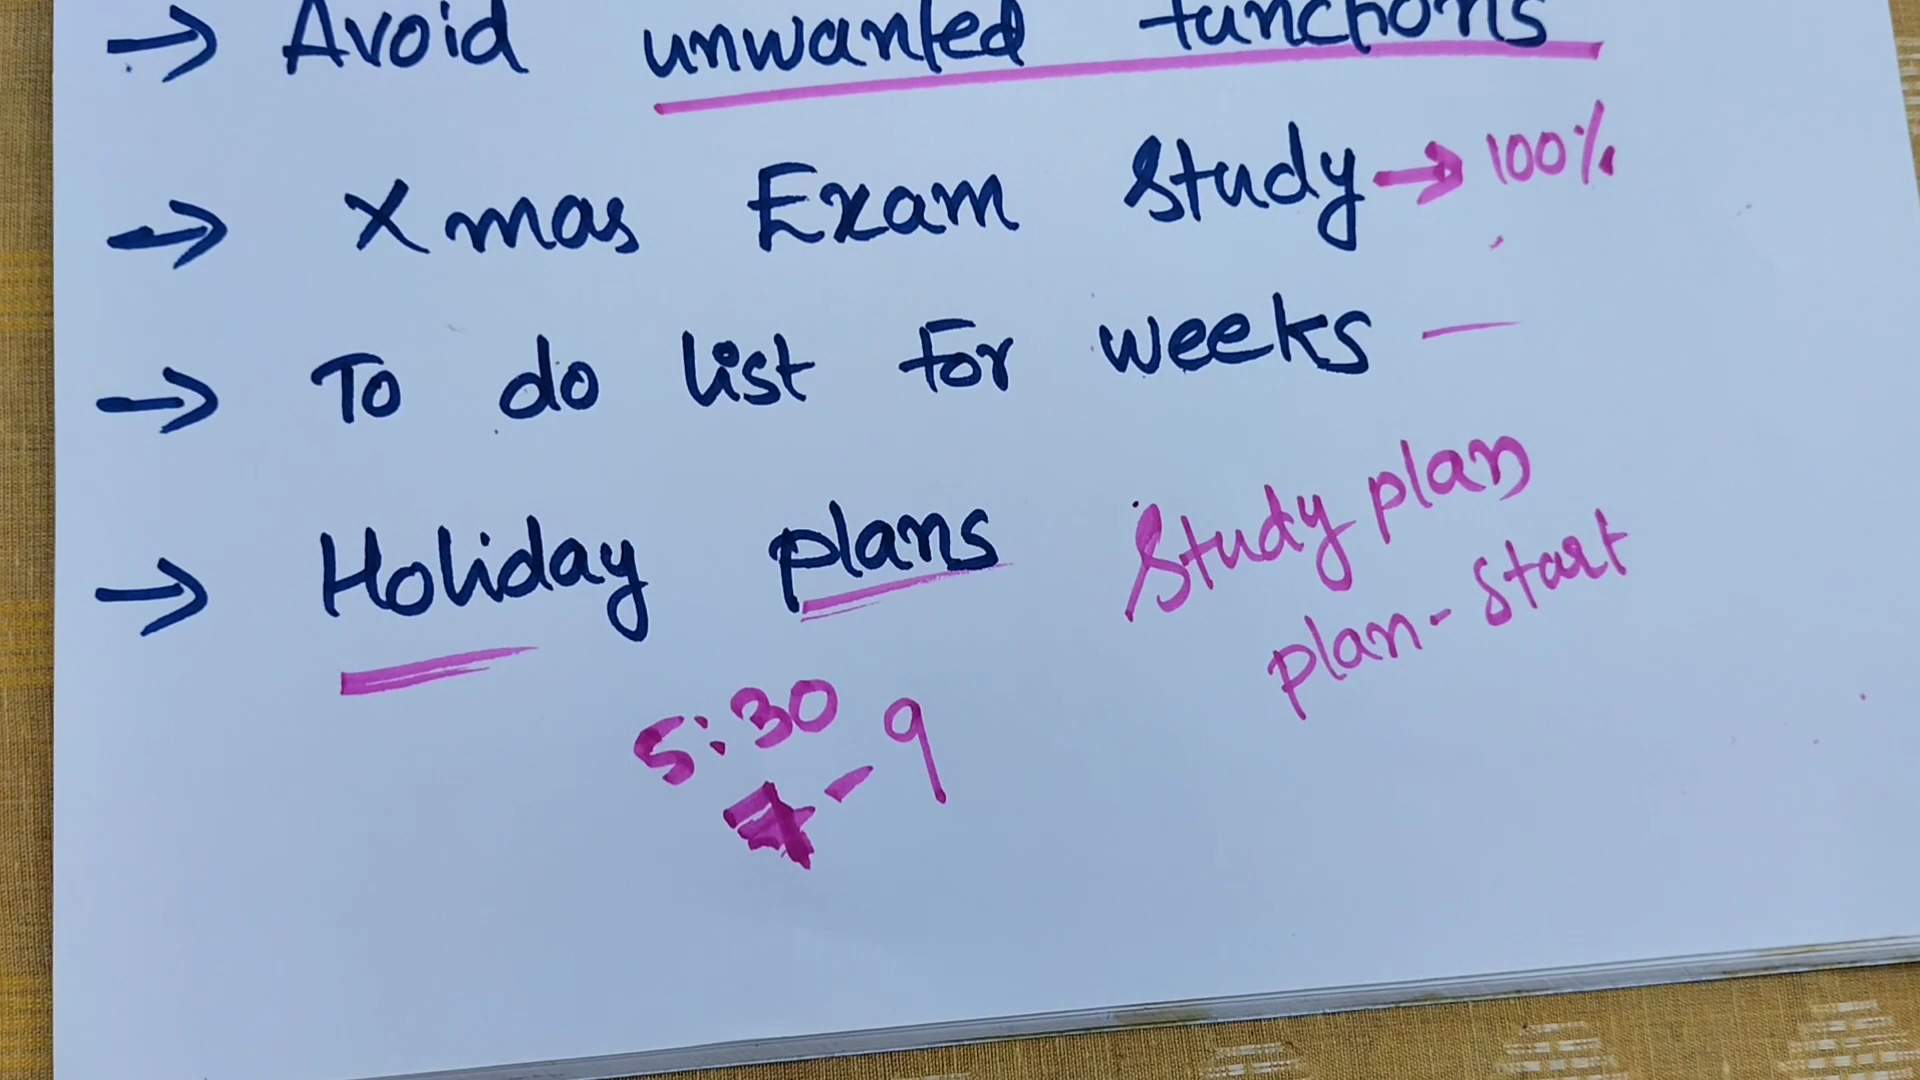 → Avoid unwanted functions
→ Xmas Exam Study → 100%
→ To do list for weeks —
→ Holiday plans
Study plan
plan - start
5:30
7 - 9